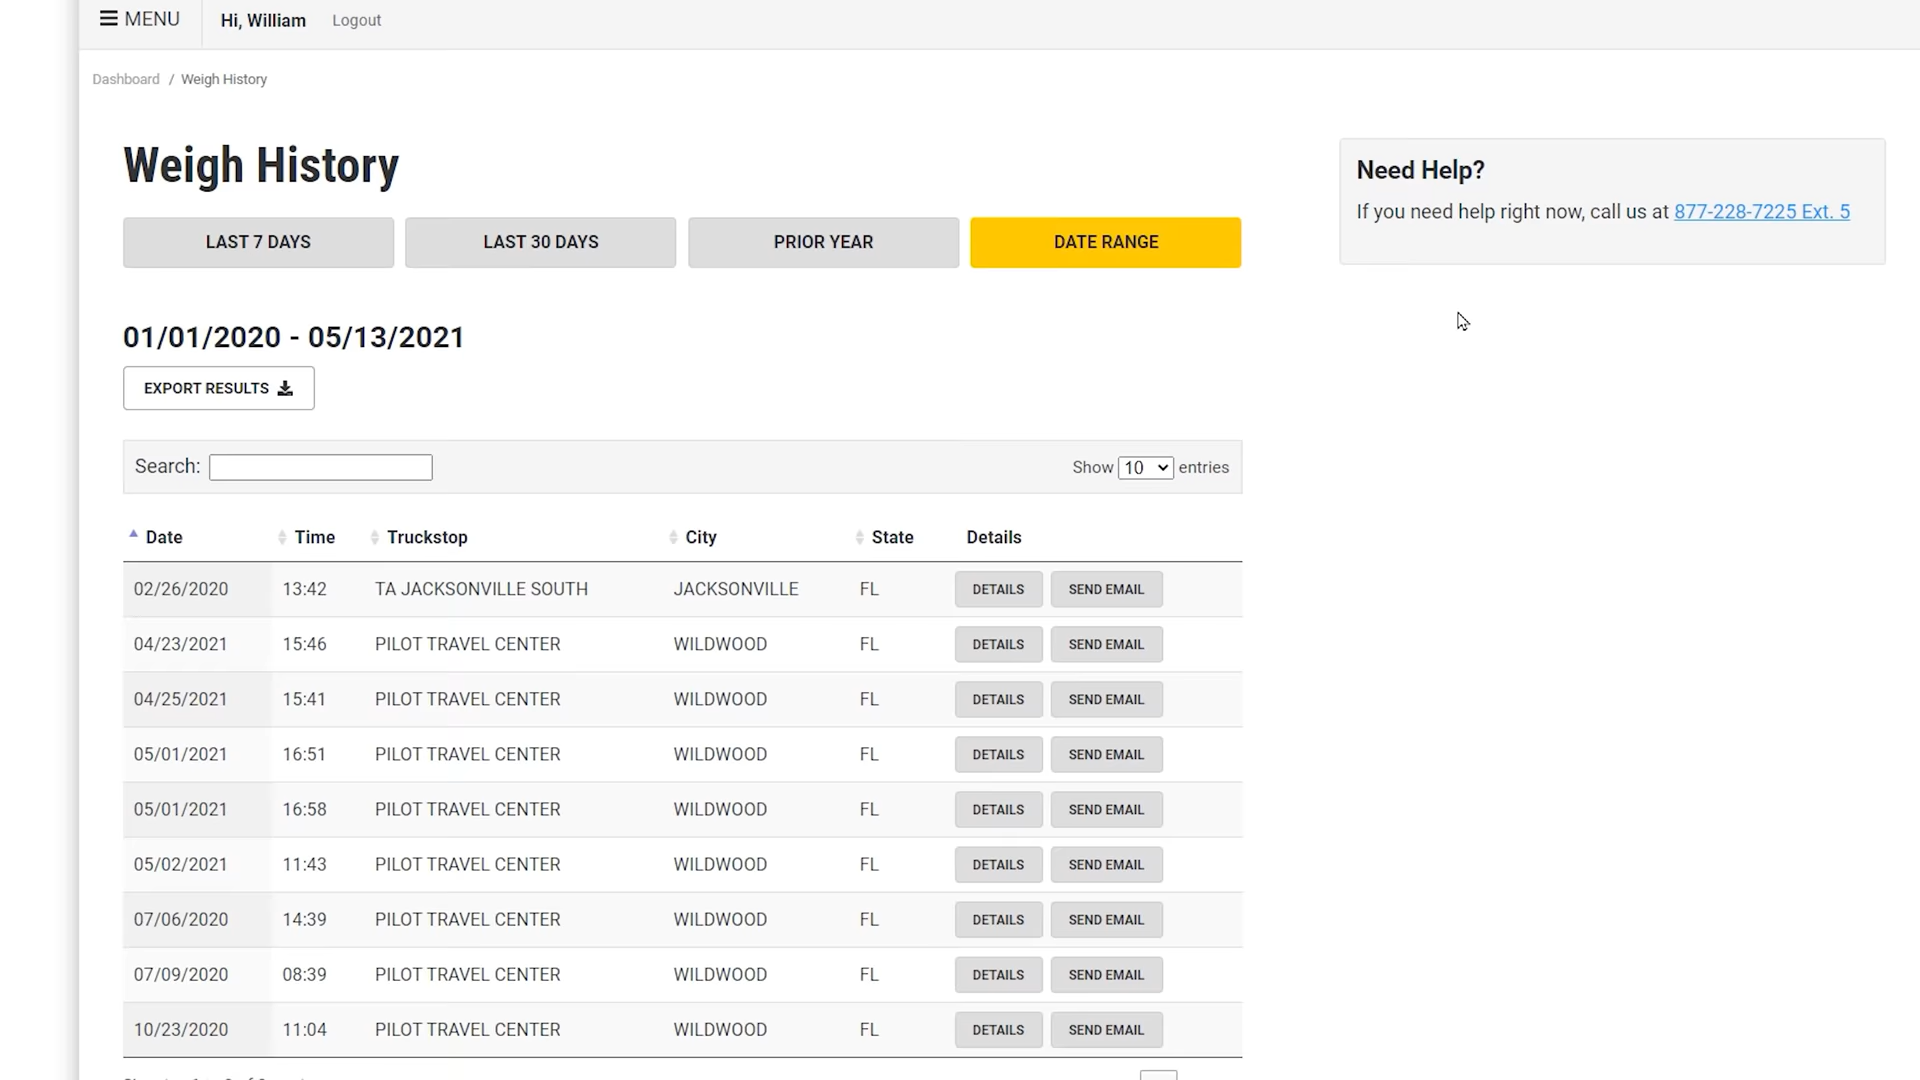 MENU Hi, William Logout
Dashboard / Weigh History
Weigh History
Need Help?
If you need help right now, call us at 877-228-7225 Ext. 5
LAST 7 DAYS LAST 30 DAYS PRIOR YEAR DATE RANGE
01/01/2020 - 05/13/2021
EXPORT RESULTS
Search: Show 10 entries
Date Time Truckstop City State Details
02/26/2020 13:42 TA JACKSONVILLE SOUTH JACKSONVILLE FL DETAILS SEND EMAIL
04/23/2021 15:46 PILOT TRAVEL CENTER WILDWOOD FL DETAILS SEND EMAIL
04/25/2021 15:41 PILOT TRAVEL CENTER WILDWOOD FL DETAILS SEND EMAIL
05/01/2021 16:51 PILOT TRAVEL CENTER WILDWOOD FL DETAILS SEND EMAIL
05/01/2021 16:58 PILOT TRAVEL CENTER WILDWOOD FL DETAILS SEND EMAIL
05/02/2021 11:43 PILOT TRAVEL CENTER WILDWOOD FL DETAILS SEND EMAIL
07/06/2020 14:39 PILOT TRAVEL CENTER WILDWOOD FL DETAILS SEND EMAIL
07/09/2020 08:39 PILOT TRAVEL CENTER WILDWOOD FL DETAILS SEND EMAIL
10/23/2020 11:04 PILOT TRAVEL CENTER WILDWOOD FL DETAILS SEND EMAIL